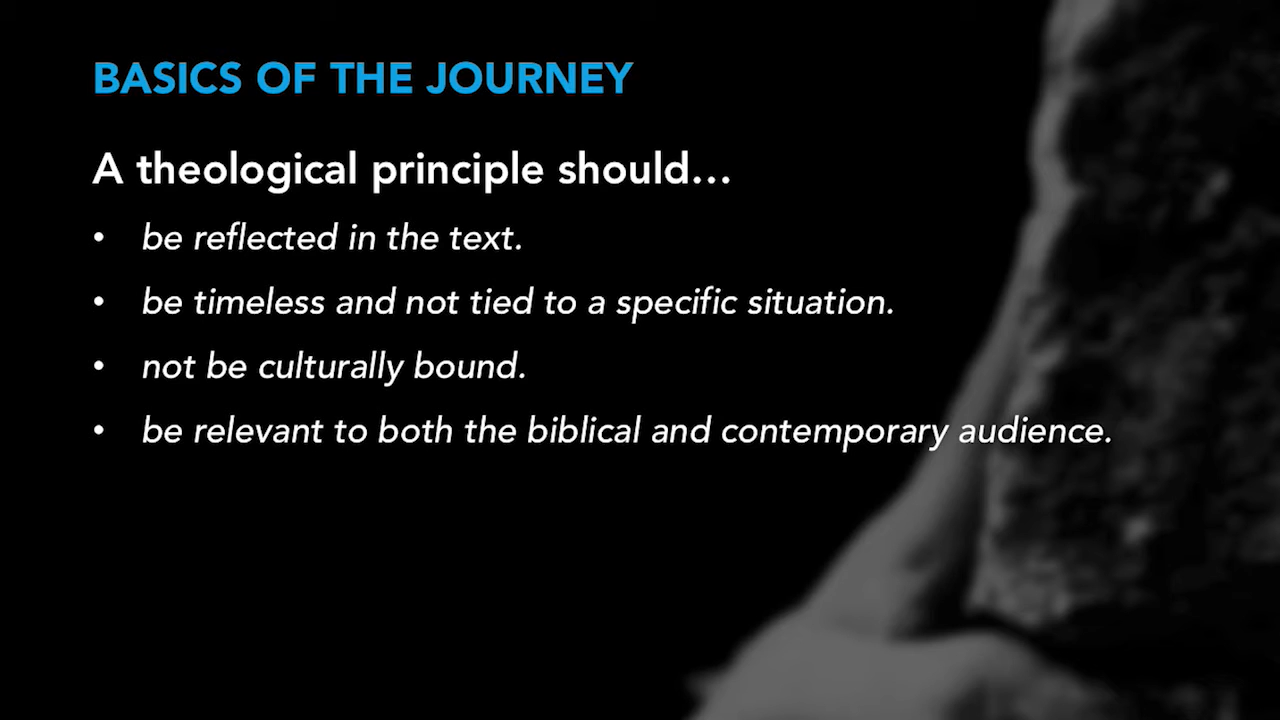 BASICS OF THE JOURNEY
A theological principle should…
• be reflected in the text.
• be timeless and not tied to a specific situation.
• not be culturally bound.
• be relevant to both the biblical and contemporary audience.